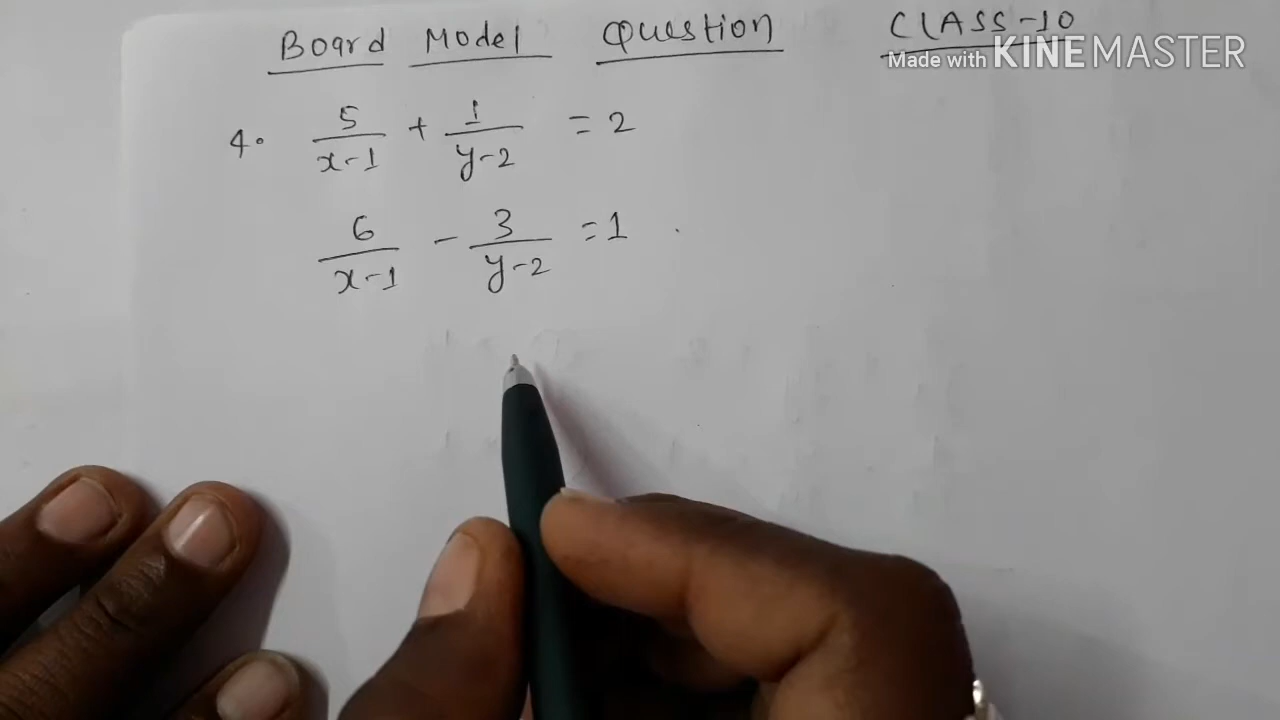 Board Model Question CLASS-10
Made with KINEMASTER
4. 5/(x-1) + 1/(y-2) = 2
6/(x-1) - 3/(y-2) = 1